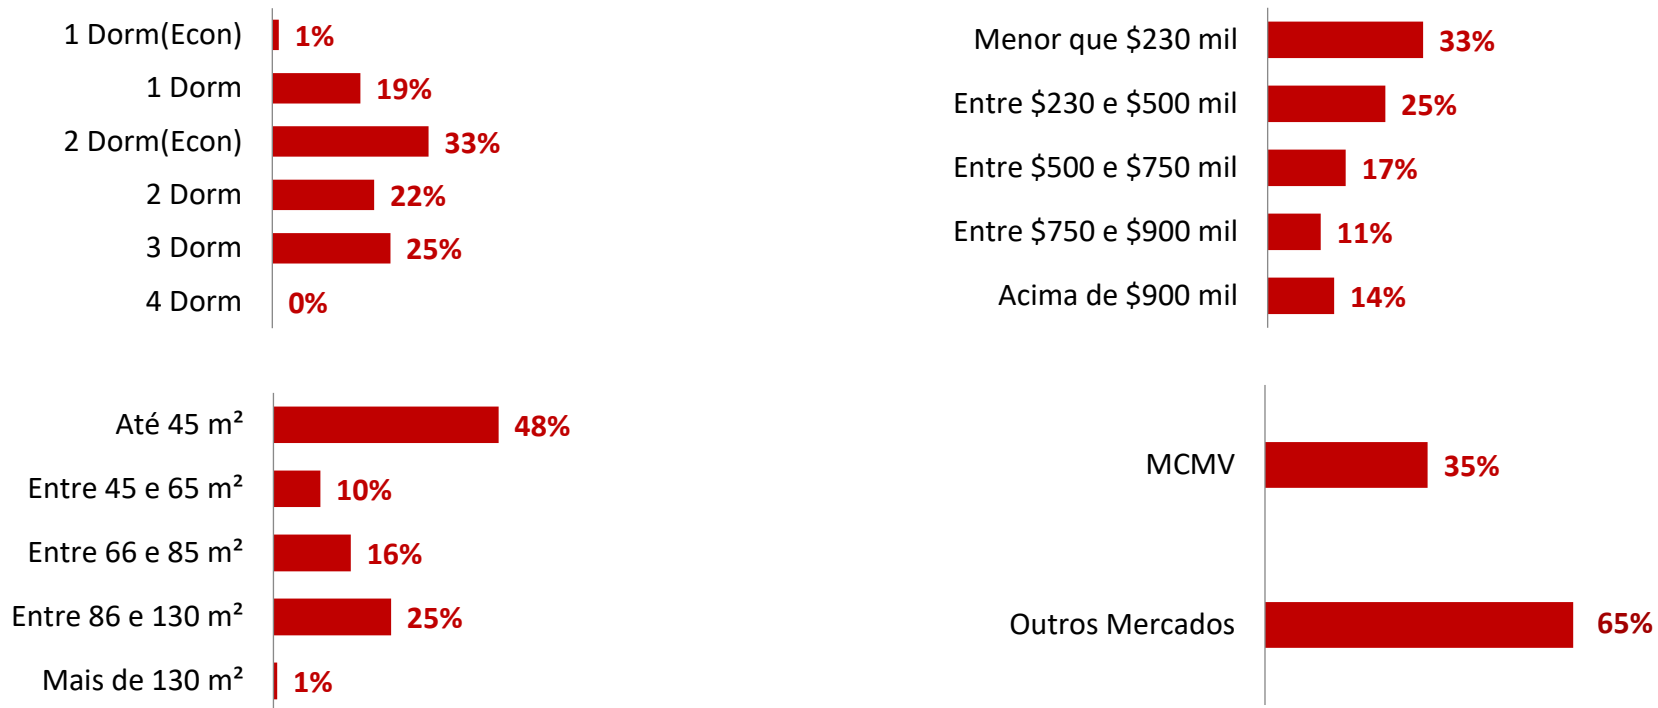 1 Dorm(Econ) 1%
1 Dorm 19%
2 Dorm(Econ) 33%
2 Dorm 22%
3 Dorm 25%
4 Dorm 0%
Menor que $230 mil 33%
Entre $230 e $500 mil 25%
Entre $500 e $750 mil 17%
Entre $750 e $900 mil 11%
Acima de $900 mil 14%
Até 45 m² 48%
Entre 45 e 65 m² 10%
Entre 66 e 85 m² 16%
Entre 86 e 130 m² 25%
Mais de 130 m² 1%
MCMV 35%
Outros Mercados 65%